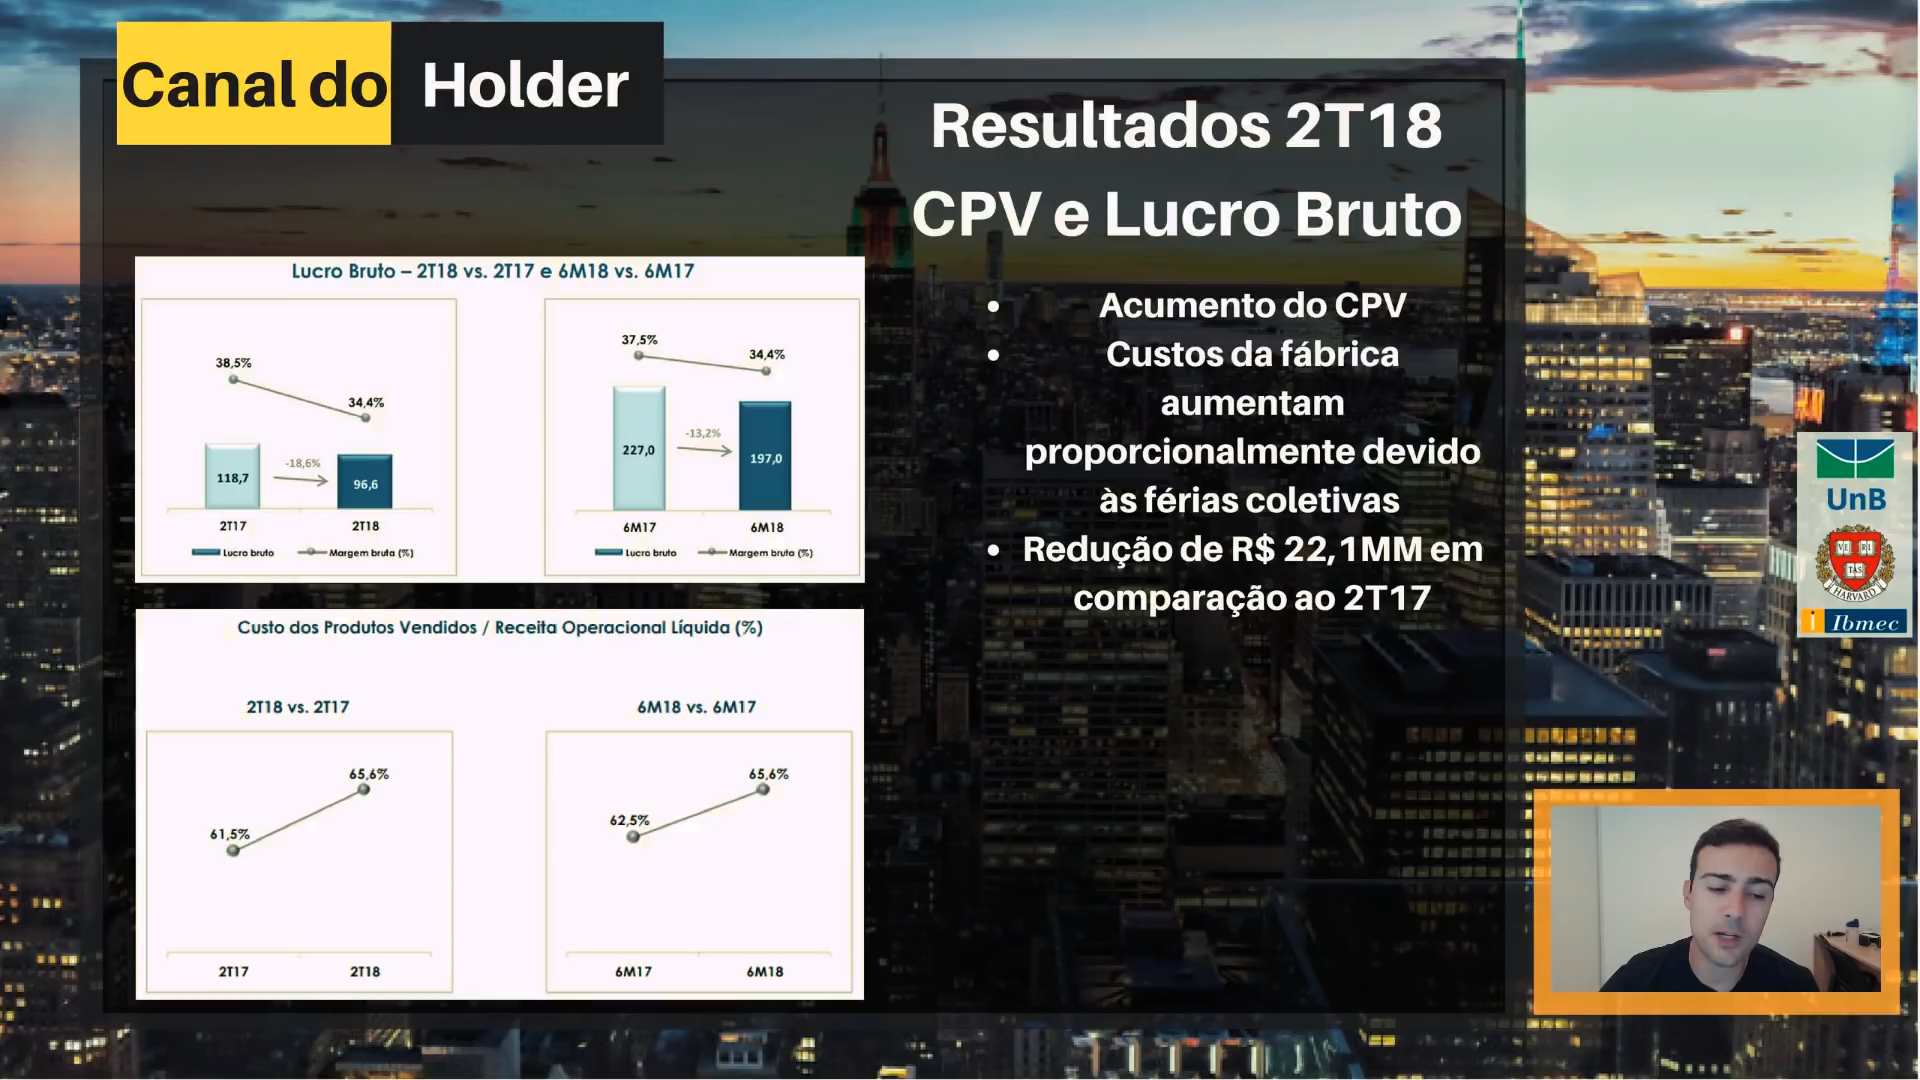 Canal do Holder
Resultados 2T18
CPV e Lucro Bruto
Lucro Bruto – 2T18 vs. 2T17 e 6M18 vs. 6M17
38,5%
34,4%
118,7
-18,6%
96,6
2T17
2T18
Lucro bruto
Margem bruta (%)
37,5%
34,4%
227,0
-13,2%
197,0
6M17
6M18
Lucro bruto
Margem bruta (%)
Custo dos Produtos Vendidos / Receita Operacional Líquida (%)
2T18 vs. 2T17
61,5%
65,6%
2T17
2T18
6M18 vs. 6M17
62,5%
65,6%
6M17
6M18
• Acumento do CPV
• Custos da fábrica
aumentam
proporcionalmente devido
às férias coletivas
• Redução de R$ 22,1MM em
comparação ao 2T17
UnB
VE RI
TAS
HARVARD
i Ibmec